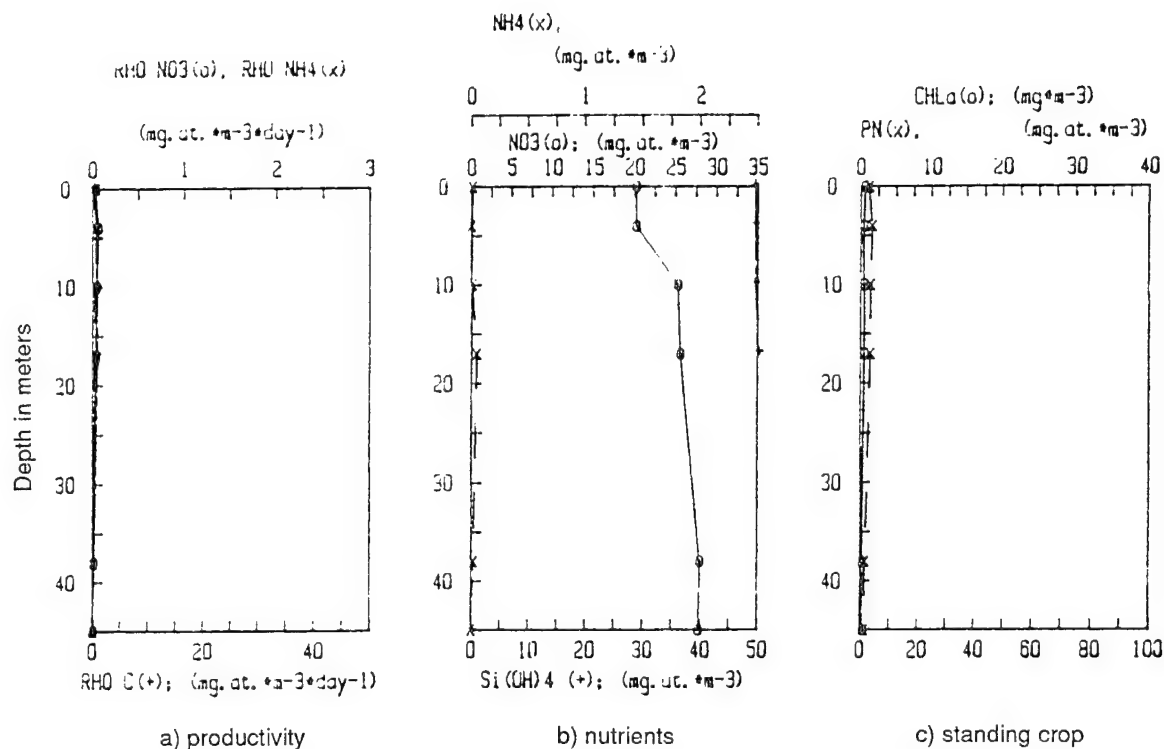 RHO NO3(o), RHO NH4(x)
(mg.at. *m-3*day-1)
0 1 2 3
0
10
20
30
40
Depth in meters
0 20 40
RHO C(+); (mg.at. *m-3*day-1)
a) productivity
NH4(x),
(mg.at. *m-3)
0 1 2
NO3(o); (mg.at. *m-3)
0 5 10 15 20 25 30 35
0
10
20
30
40
0 10 20 30 40 50
Si(OH)4 (+); (mg.at. *m-3)
b) nutrients
CHLa(o); (mg*m-3)
PN(x), (mg.at. *m-3)
0 10 20 30 40
0
10
20
30
40
0 20 40 60 80 100
c) standing crop